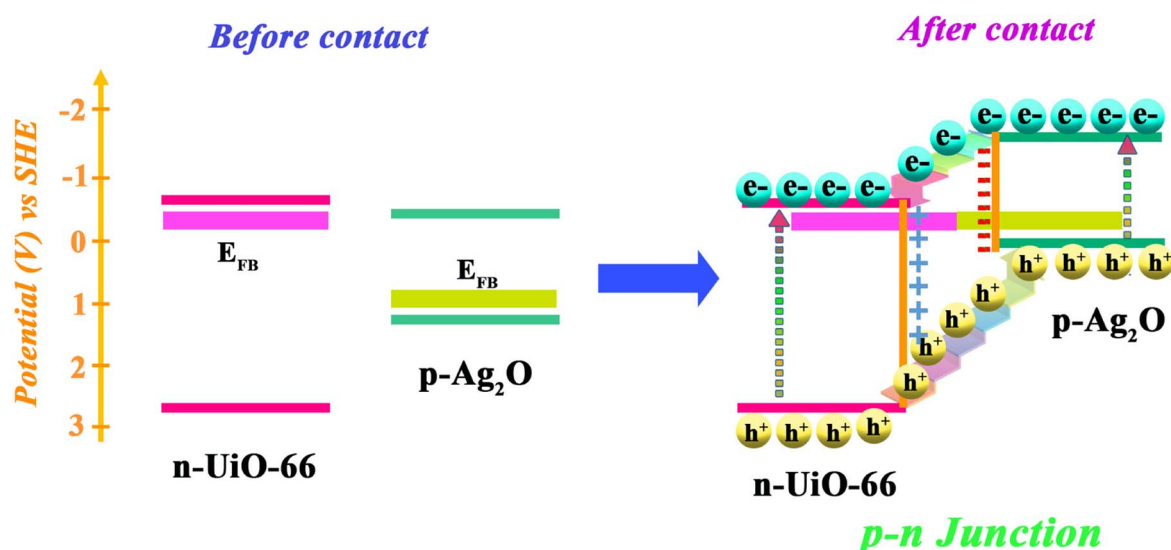 Before contact
After contact
Potential (V) vs SHE
-2
-1
0
1
2
3
E_FB
n-UiO-66
E_FB
p-Ag₂O
e- e- e- e- e- e- e- e- e- e- e-
h⁺ h⁺ h⁺ h⁺ h⁺ h⁺ h⁺ h⁺ h⁺ h⁺ h⁺ h⁺
p-Ag₂O
n-UiO-66
p-n Junction